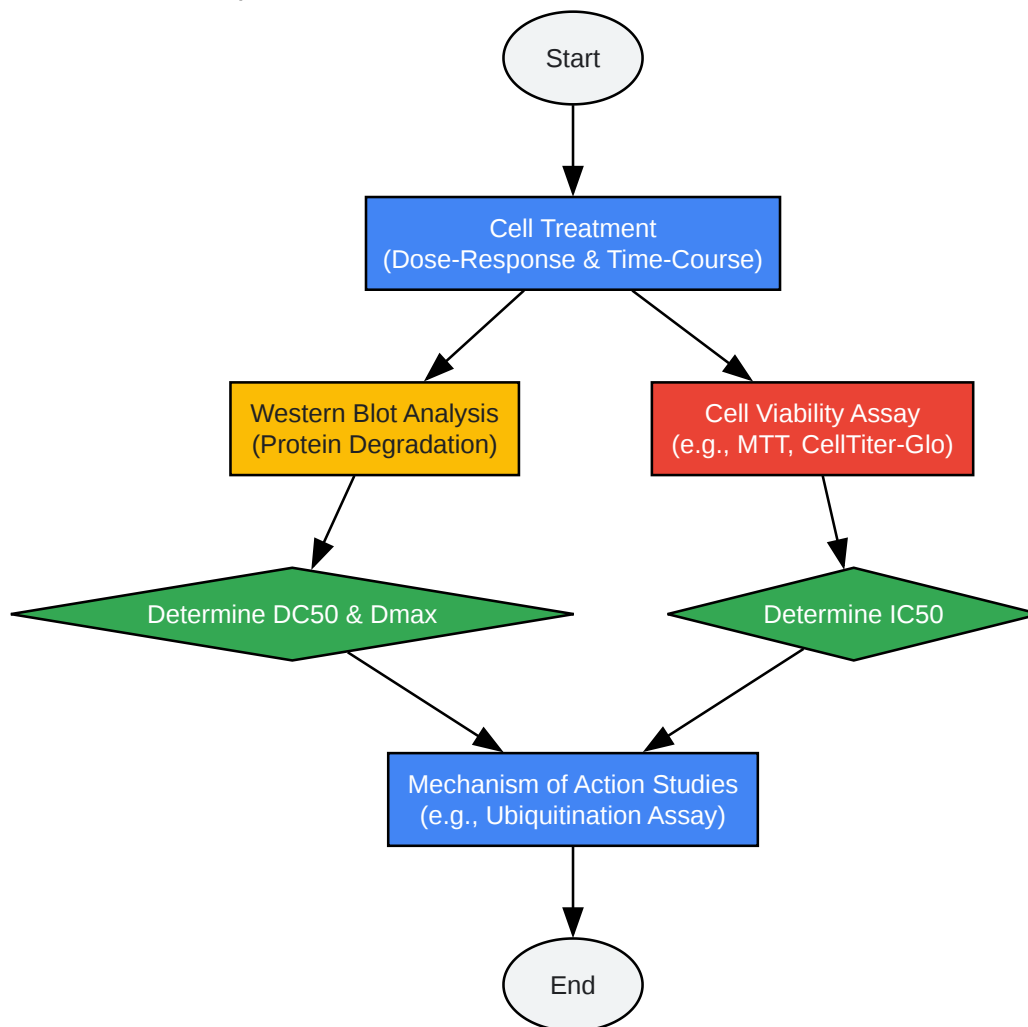 Start
Cell Treatment
(Dose-Response & Time-Course)
Western Blot Analysis
(Protein Degradation)
Cell Viability Assay
(e.g., MTT, CellTiter-Glo)
Determine DC50 & Dmax
Determine IC50
Mechanism of Action Studies
(e.g., Ubiquitination Assay)
End